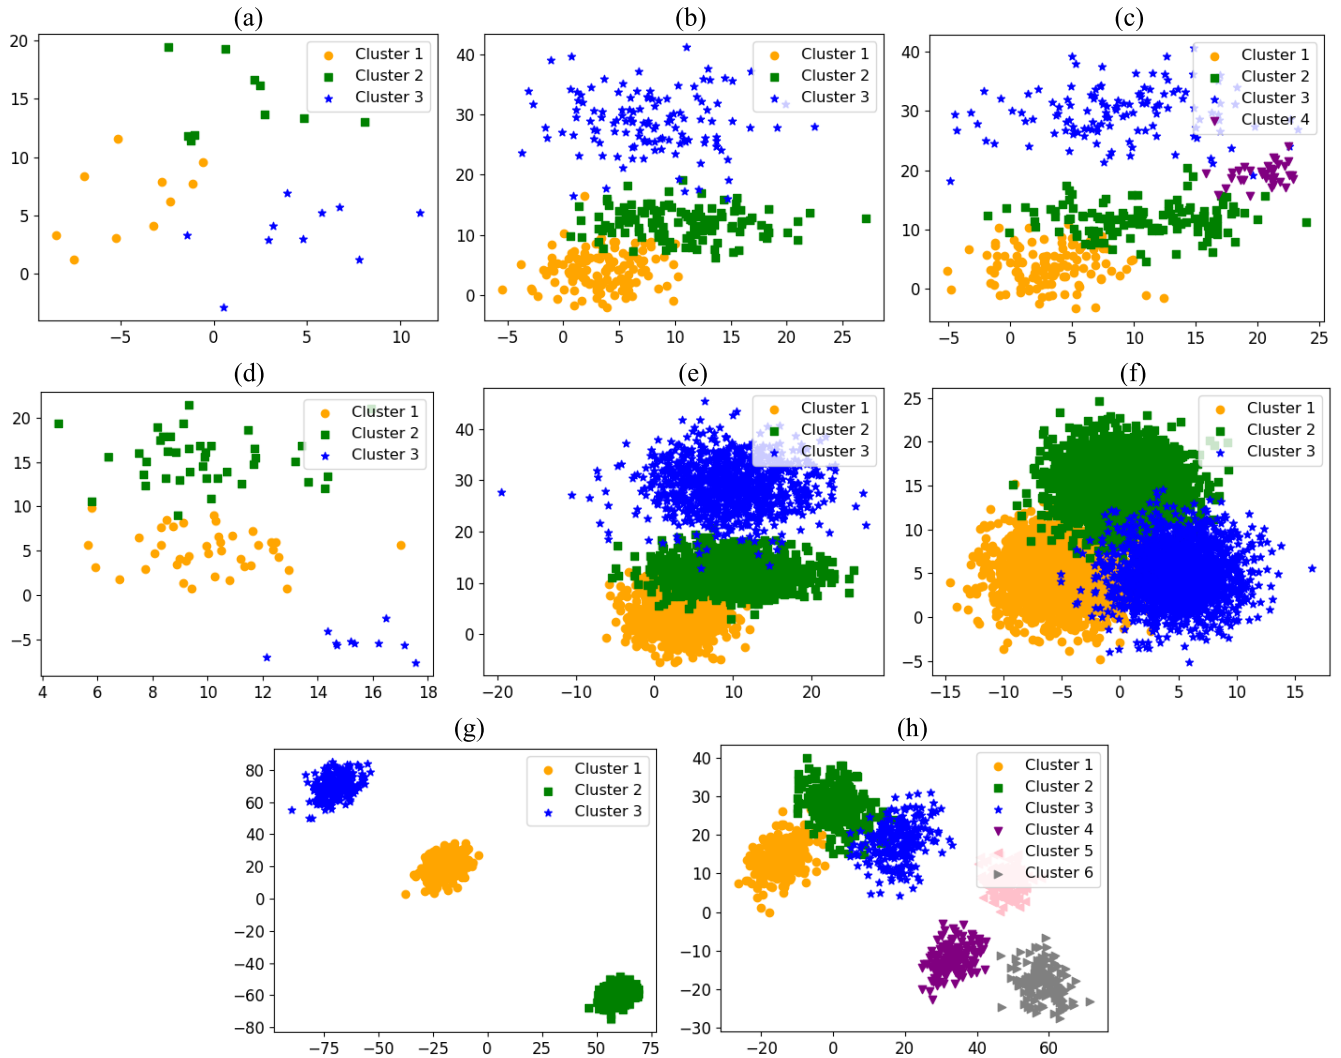 (a)
20
15
10
5
0
−5
0
5
10
Cluster 1
Cluster 2
Cluster 3
(b)
40
30
20
10
0
−5
0
5
10
15
20
25
Cluster 1
Cluster 2
Cluster 3
(c)
40
30
20
10
0
−5
0
5
10
15
20
25
Cluster 1
Cluster 2
Cluster 3
Cluster 4
(d)
20
15
10
5
0
−5
4
6
8
10
12
14
16
18
Cluster 1
Cluster 2
Cluster 3
(e)
40
30
20
10
0
−20
−10
0
10
20
Cluster 1
Cluster 2
Cluster 3
(f)
25
20
15
10
5
0
−5
−15
−10
−5
0
5
10
15
Cluster 1
Cluster 2
Cluster 3
(g)
80
60
40
20
0
−20
−40
−60
−80
−75
−50
−25
0
25
50
75
Cluster 1
Cluster 2
Cluster 3
(h)
40
30
20
10
0
−10
−20
−30
−20
0
20
40
60
Cluster 1
Cluster 2
Cluster 3
Cluster 4
Cluster 5
Cluster 6